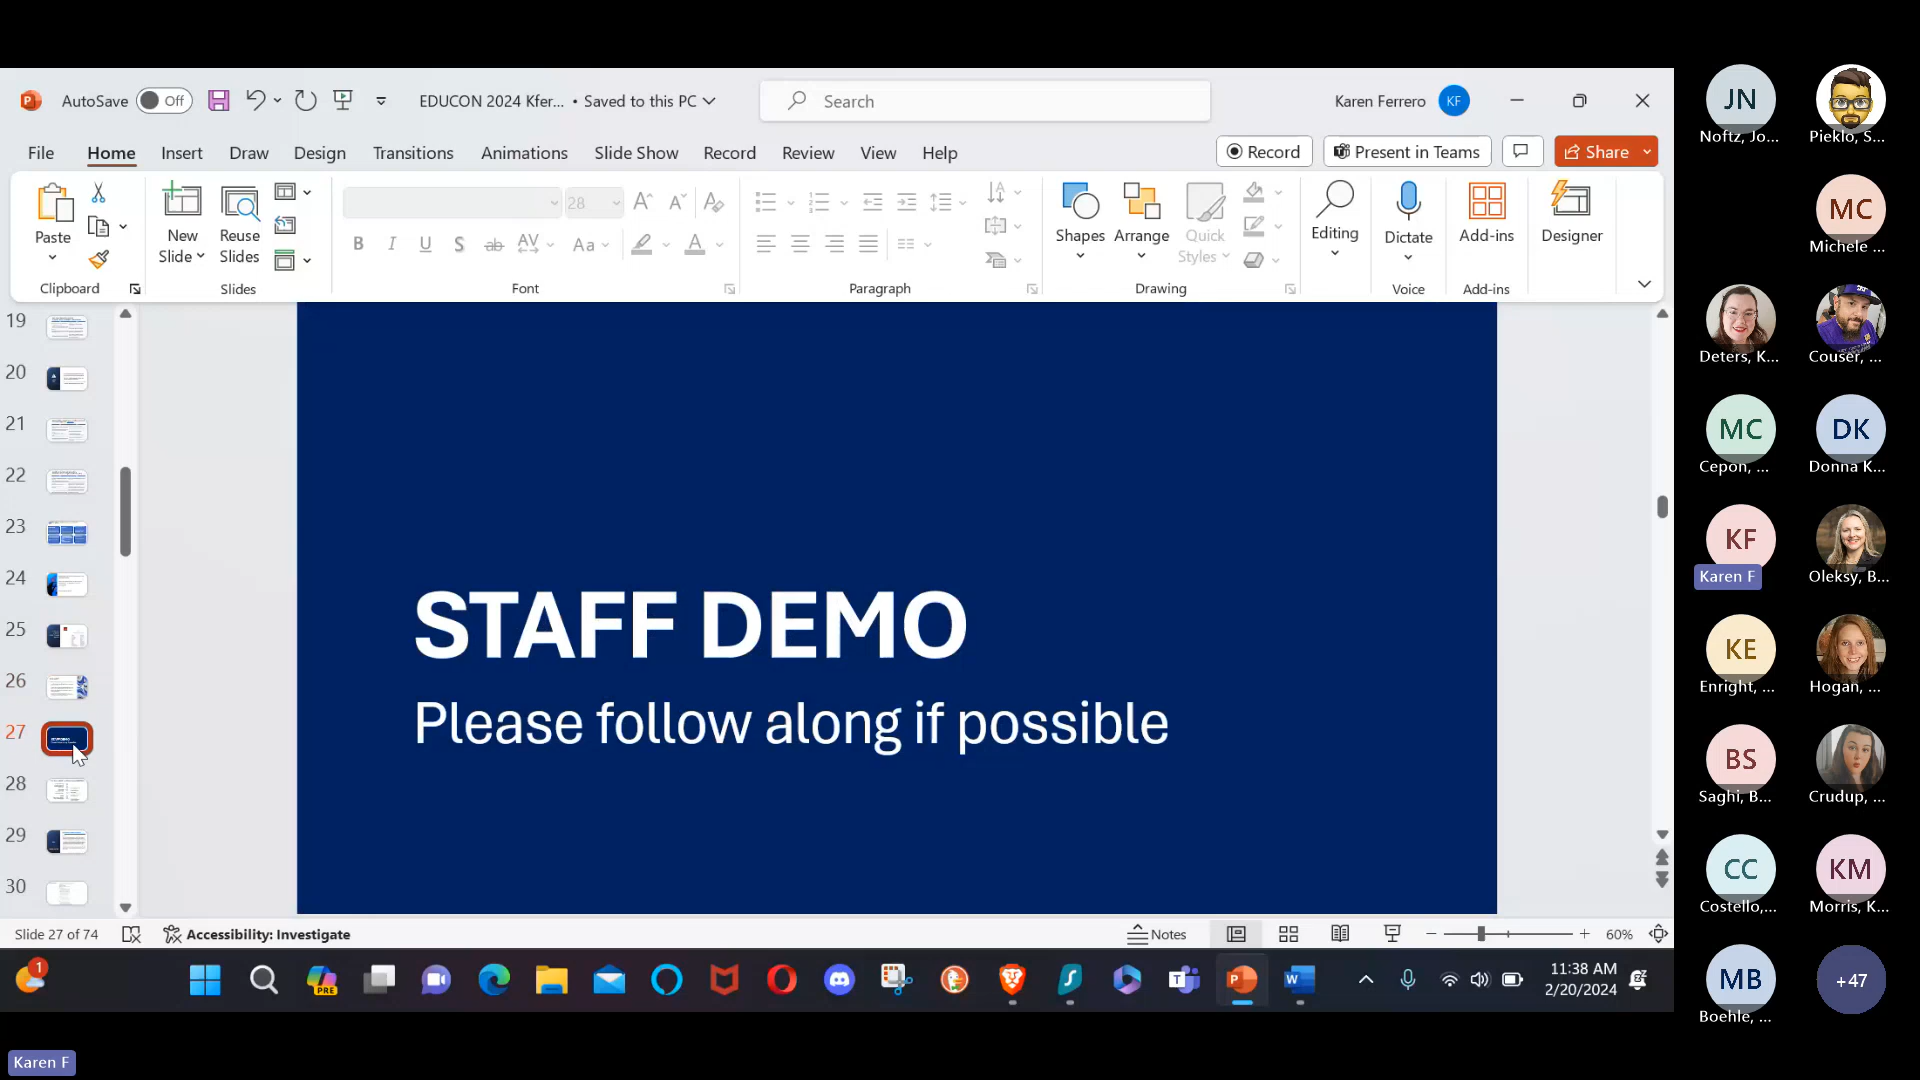 AutoSave Off EDUCON 2024 Kfer... • Saved to this PC Search Karen Ferrero KF
File Home Insert Draw Design Transitions Animations Slide Show Record Review View Help Record Present in Teams Share
Paste New Slide Reuse Slides 28 Shapes Arrange Quick Styles Editing Dictate Add-ins Designer
Clipboard Slides Font Paragraph Drawing Voice Add-ins
19
20
21
22
23
24
25
26
27
28
29
30
STAFF DEMO
Please follow along if possible
Slide 27 of 74 Accessibility: Investigate Notes 60%
1 PRE 11:38 AM
2/20/2024
Karen F
JN
Noftz, Jo... Pieklo, S...
MC
Michele ...
Deters, K... Couser, ...
MC DK
Cepon, ... Donna K...
KF
Karen F Oleksy, B...
KE
Enright, ... Hogan, ...
BS
Saghi, B... Crudup, ...
CC KM
Costello,... Morris, K...
MB +47
Boehle, ...